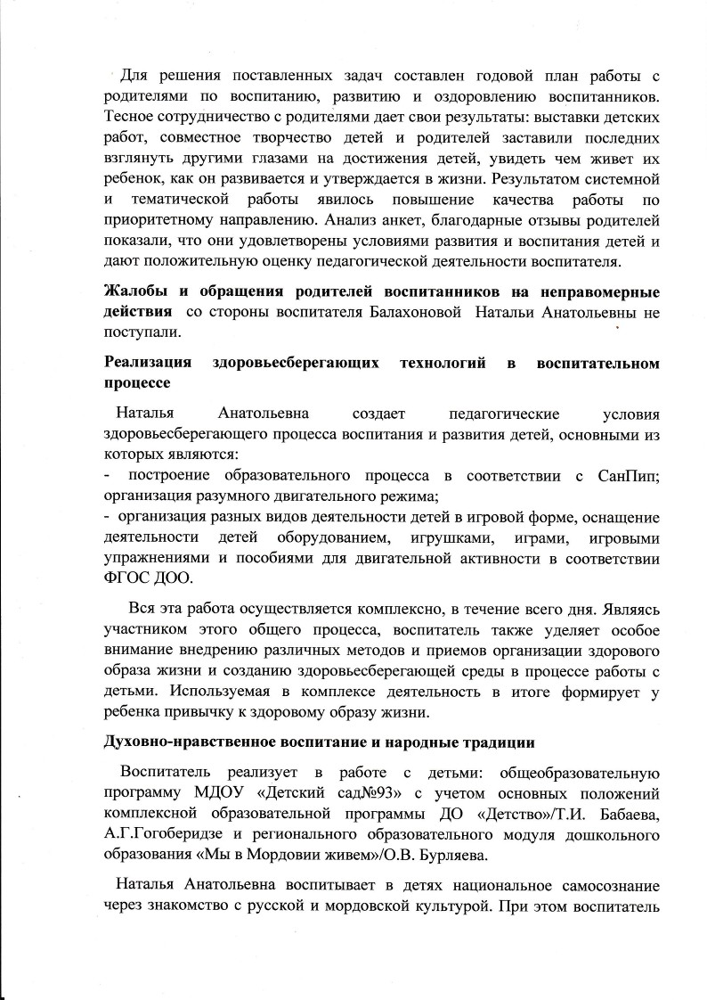 Для решения поставленных задач составлен годовой план работы с
родителями по воспитанию, развитию и оздоровлению воспитанников.
Тесное сотрудничество с родителями дает свои результаты: выставки детских
работ, совместное творчество детей и родителей заставили последних
взглянуть другими глазами на достижения детей, увидеть чем живет их
ребенок, как он развивается и утверждается в жизни. Результатом системной
и тематической работы явилось повышение качества работы по
приоритетному направлению. Анализ анкет, благодарные отзывы родителей
показали, что они удовлетворены условиями развития и воспитания детей и
дают положительную оценку педагогической деятельности воспитателя.
Жалобы и обращения родителей воспитанников на неправомерные
действия со стороны воспитателя Балахоновой Натальи Анатольевны не
поступали.
Реализация здоровьесберегающих технологий в воспитательном
процессе
Наталья Анатольевна создает педагогические условия
здоровьесберегающего процесса воспитания и развития детей, основными из
которых являются:
- построение образовательного процесса в соответствии с СанПип;
организация разумного двигательного режима;
- организация разных видов деятельности детей в игровой форме, оснащение
деятельности детей оборудованием, игрушками, играми, игровыми
упражнениями и пособиями для двигательной активности в соответствии
ФГОС ДОО.
Вся эта работа осуществляется комплексно, в течение всего дня. Являясь
участником этого общего процесса, воспитатель также уделяет особое
внимание внедрению различных методов и приемов организации здорового
образа жизни и созданию здоровьесберегающей среды в процессе работы с
детьми. Используемая в комплексе деятельность в итоге формирует у
ребенка привычку к здоровому образу жизни.
Духовно-нравственное воспитание и народные традиции
Воспитатель реализует в работе с детьми: общеобразовательную
программу МДОУ «Детский сад№93» с учетом основных положений
комплексной образовательной программы ДО «Детство»/Т.И. Бабаева,
А.Г.Гогоберидзе и регионального образовательного модуля дошкольного
образования «Мы в Мордовии живем»/О.В. Бурляева.
Наталья Анатольевна воспитывает в детях национальное самосознание
через знакомство с русской и мордовской культурой. При этом воспитатель